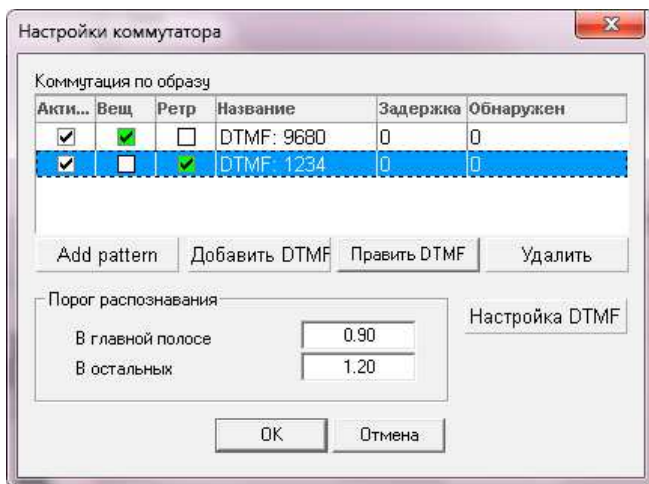 Настройки коммутатора
Коммутация по образу
Акти... Вещ Ретр Название Задержка Обнаружен
DTMF: 9680 0 0
DTMF: 1234 0 0
Add pattern Добавить DTMF Править DTMF Удалить
Порог распознавания
Настройка DTMF
В главной полосе 0.90
В остальных 1.20
OK Отмена